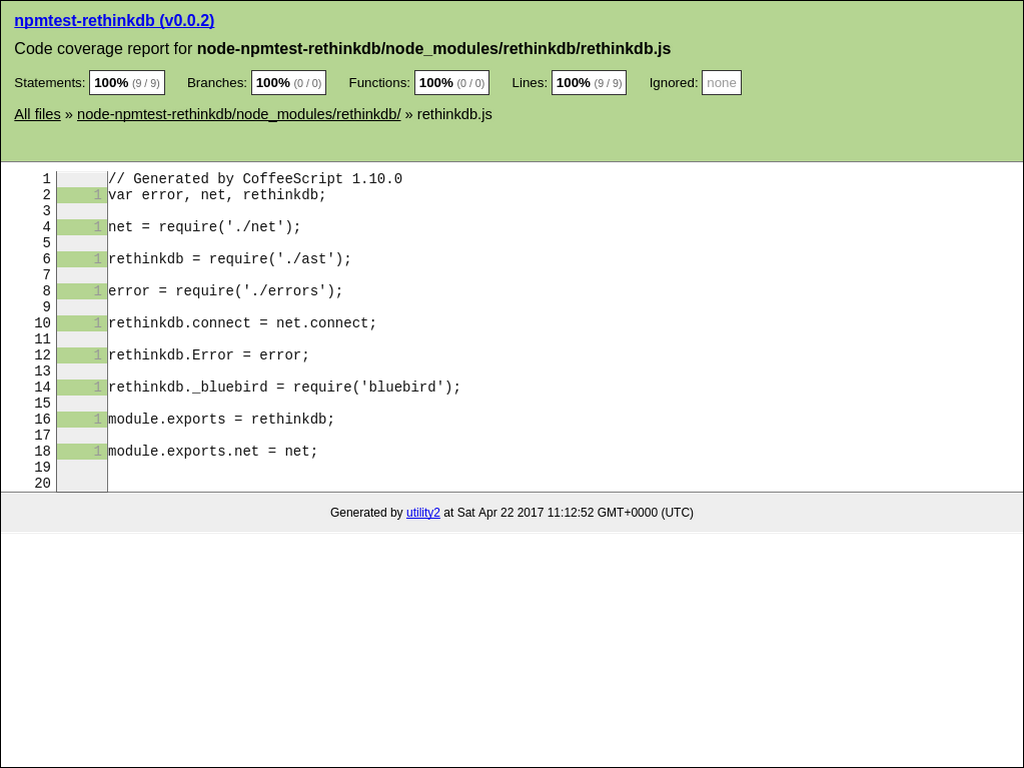 npmtest-rethinkdb (v0.0.2)
Code coverage report for node-npmtest-rethinkdb/node_modules/rethinkdb/rethinkdb.js
Statements: 100% (9 / 9) Branches: 100% (0 / 0) Functions: 100% (0 / 0) Lines: 100% (9 / 9) Ignored: none
All files » node-npmtest-rethinkdb/node_modules/rethinkdb/ » rethinkdb.js
1 // Generated by CoffeeScript 1.10.0
2 1 var error, net, rethinkdb;
3
4 1 net = require('./net');
5
6 1 rethinkdb = require('./ast');
7
8 1 error = require('./errors');
9
10 1 rethinkdb.connect = net.connect;
11
12 1 rethinkdb.Error = error;
13
14 1 rethinkdb._bluebird = require('bluebird');
15
16 1 module.exports = rethinkdb;
17
18 1 module.exports.net = net;
19
20
Generated by utility2 at Sat Apr 22 2017 11:12:52 GMT+0000 (UTC)